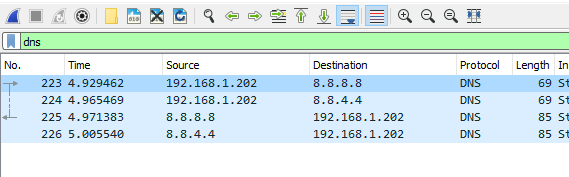 dns
No. Time Source Destination Protocol Length In
223 4.929462 192.168.1.202 8.8.8.8 DNS 69 St
224 4.965469 192.168.1.202 8.8.4.4 DNS 69 St
225 4.971383 8.8.8.8 192.168.1.202 DNS 85 St
226 5.005540 8.8.4.4 192.168.1.202 DNS 85 St